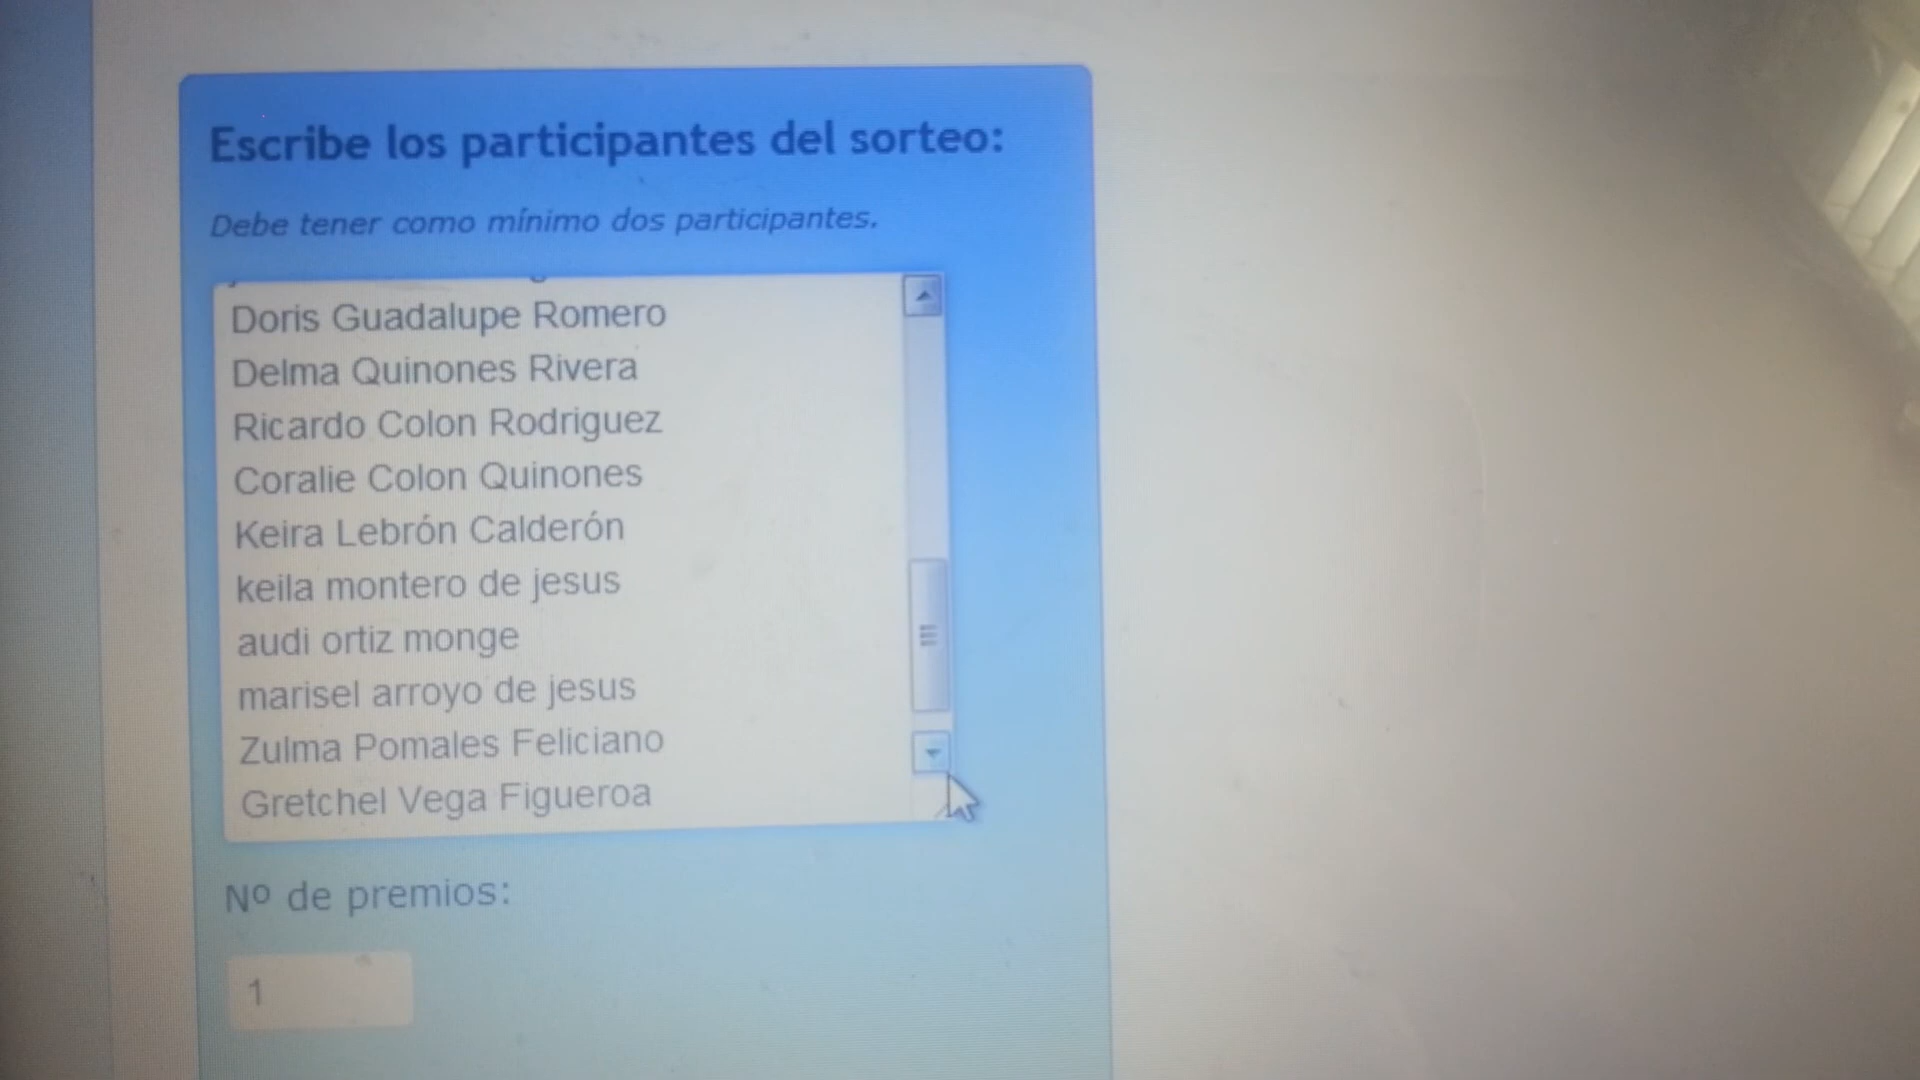 Escribe los participantes del sorteo:
Debe tener como mínimo dos participantes.
Doris Guadalupe Romero
Delma Quinones Rivera
Ricardo Colon Rodriguez
Coralie Colon Quinones
Keira Lebrón Calderón
keila montero de jesus
audi ortiz monge
marisel arroyo de jesus
Zulma Pomales Feliciano
Gretchel Vega Figueroa
Nº de premios:
1